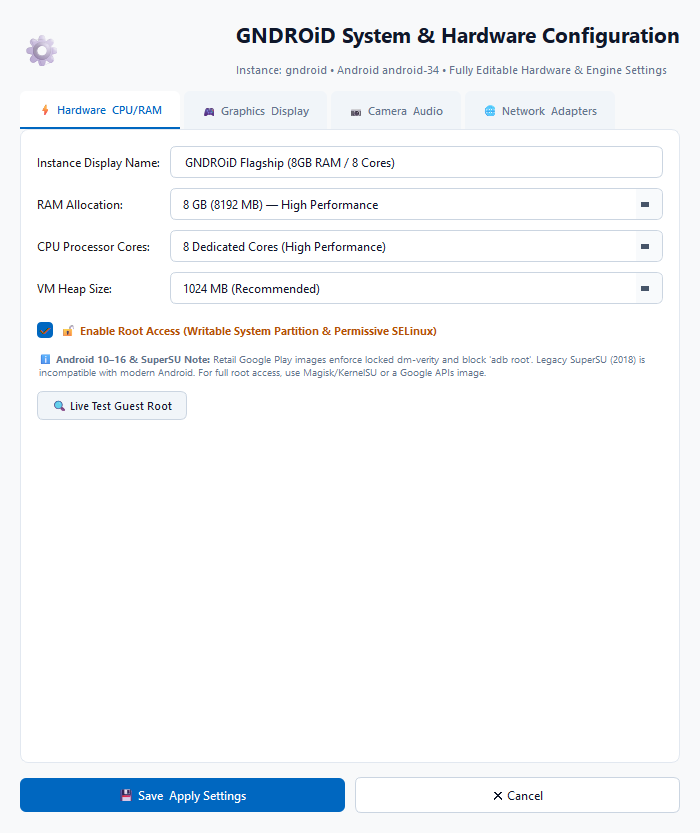 GNDROiD System & Hardware Configuration
Instance: gndroid • Android android-34 • Fully Editable Hardware & Engine Settings
Hardware CPU/RAM
Graphics Display
Camera Audio
Network Adapters
Instance Display Name:
GNDROiD Flagship (8GB RAM / 8 Cores)
RAM Allocation:
8 GB (8192 MB) — High Performance
CPU Processor Cores:
8 Dedicated Cores (High Performance)
VM Heap Size:
1024 MB (Recommended)
Enable Root Access (Writable System Partition & Permissive SELinux)
Android 10–16 & SuperSU Note: Retail Google Play images enforce locked dm-verity and block 'adb root'. Legacy SuperSU (2018) is
incompatible with modern Android. For full root access, use Magisk/KernelSU or a Google APIs image.
Live Test Guest Root
Save Apply Settings
Cancel